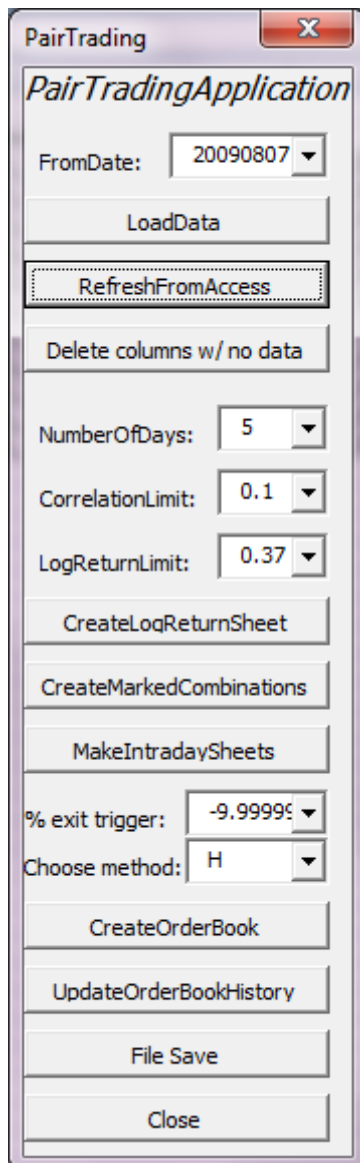 PairTrading
PairTradingApplication
FromDate: 20090807
LoadData
RefreshFromAccess
Delete columns w/ no data
NumberOfDays: 5
CorrelationLimit: 0.1
LogReturnLimit: 0.37
CreateLogReturnSheet
CreateMarkedCombinations
MakeIntradaySheets
% exit trigger: -9.99999
Choose method: H
CreateOrderBook
UpdateOrderBookHistory
File Save
Close